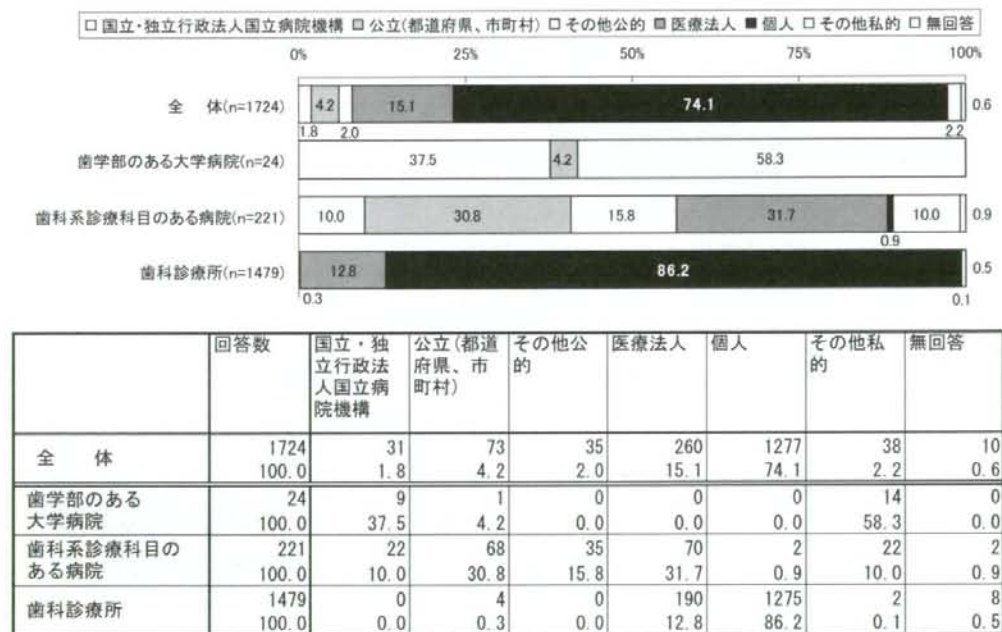 □ 国立・独立行政法人国立病院機構 □ 公立(都道府県、市町村) □ その他公的 ■ 医療法人 ■ 個人 □ その他私的 □ 無回答
0% 25% 50% 75% 100%
全 体(n=1724) 4.2 15.1 74.1 0.6
1.8 2.0 2.2
歯学部のある大学病院(n=24) 37.5 4.2 58.3
歯科系診療科目のある病院(n=221) 10.0 30.8 15.8 31.7 10.0 0.9
0.9
歯科診療所(n=1479) 12.8 86.2 0.5
0.3 0.1
回答数 国立・独 公立(都道 その他公 医療法人 個人 その他私 無回答
立行政法 府県、市 的 的
人国立病 町村)
院機構
全 体 1724 31 73 35 260 1277 38 10
100.0 1.8 4.2 2.0 15.1 74.1 2.2 0.6
歯学部のある 24 9 1 0 0 0 14 0
大学病院 100.0 37.5 4.2 0.0 0.0 0.0 58.3 0.0
歯科系診療科目の 221 22 68 35 70 2 22 2
ある病院 100.0 10.0 30.8 15.8 31.7 0.9 10.0 0.9
歯科診療所 1479 0 4 0 190 1275 2 8
100.0 0.0 0.3 0.0 12.8 86.2 0.1 0.5